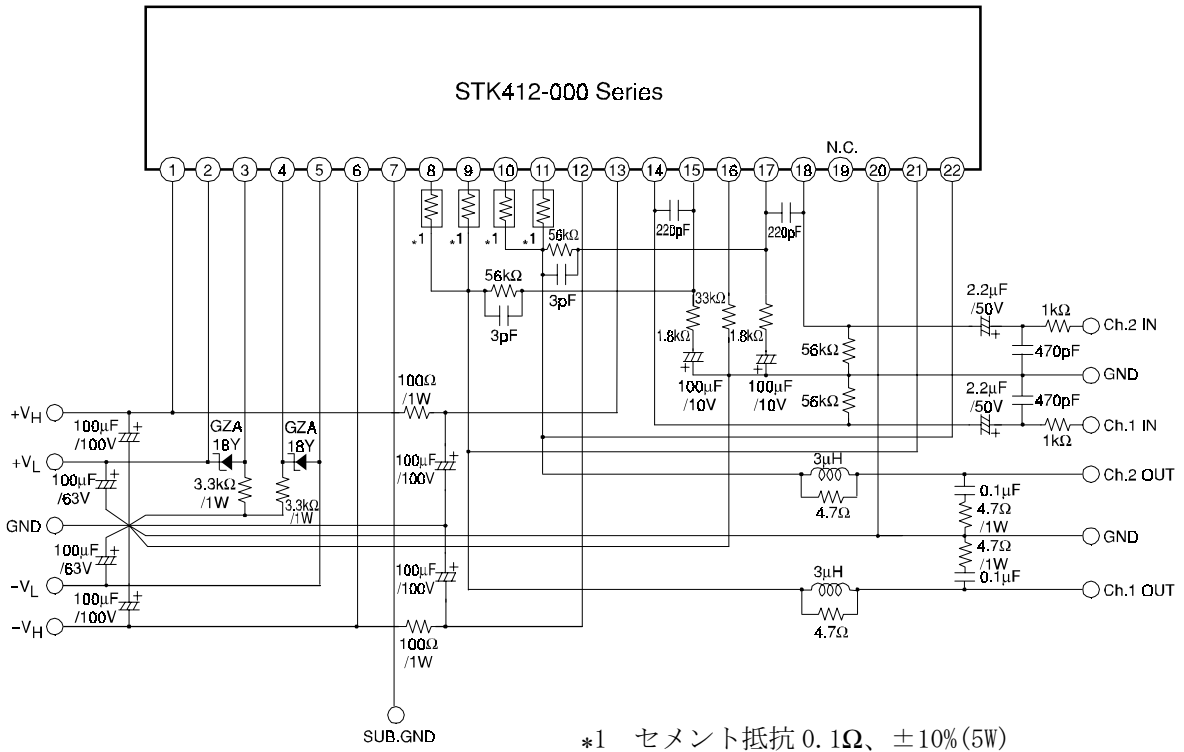 STK412-000 Series
N.C.
1 2 3 4 5 6 7 8 9 10 11 12 13 14 15 16 17 18 19 20 21 22
*1 *1 *1 *1
220pF
220pF
56kΩ
3pF
56kΩ
3pF
33kΩ
1.8kΩ
1.8kΩ
100µF
/10V
100µF
/10V
+
+
2.2µF
/50V
+
1kΩ
Ch.2 IN
470pF
56kΩ
GND
56kΩ
2.2µF
/50V
+
470pF
1kΩ
Ch.1 IN
100Ω
/1W
+VH
100µF
/100V
+
GZA
18Y
GZA
18Y
+VL
100µF
/63V
+
3.3kΩ
/1W
3.3kΩ
/1W
100µF
/100V
+
3µH
4.7Ω
Ch.2 OUT
0.1µF
4.7Ω
/1W
GND
GND
4.7Ω
/1W
0.1µF
100µF
/63V
+
-VL
100µF
/100V
+
100µF
/100V
+
3µH
4.7Ω
Ch.1 OUT
-VH
100Ω
/1W
SUB.GND
*1 セメント抵抗 0.1Ω、±10%(5W)